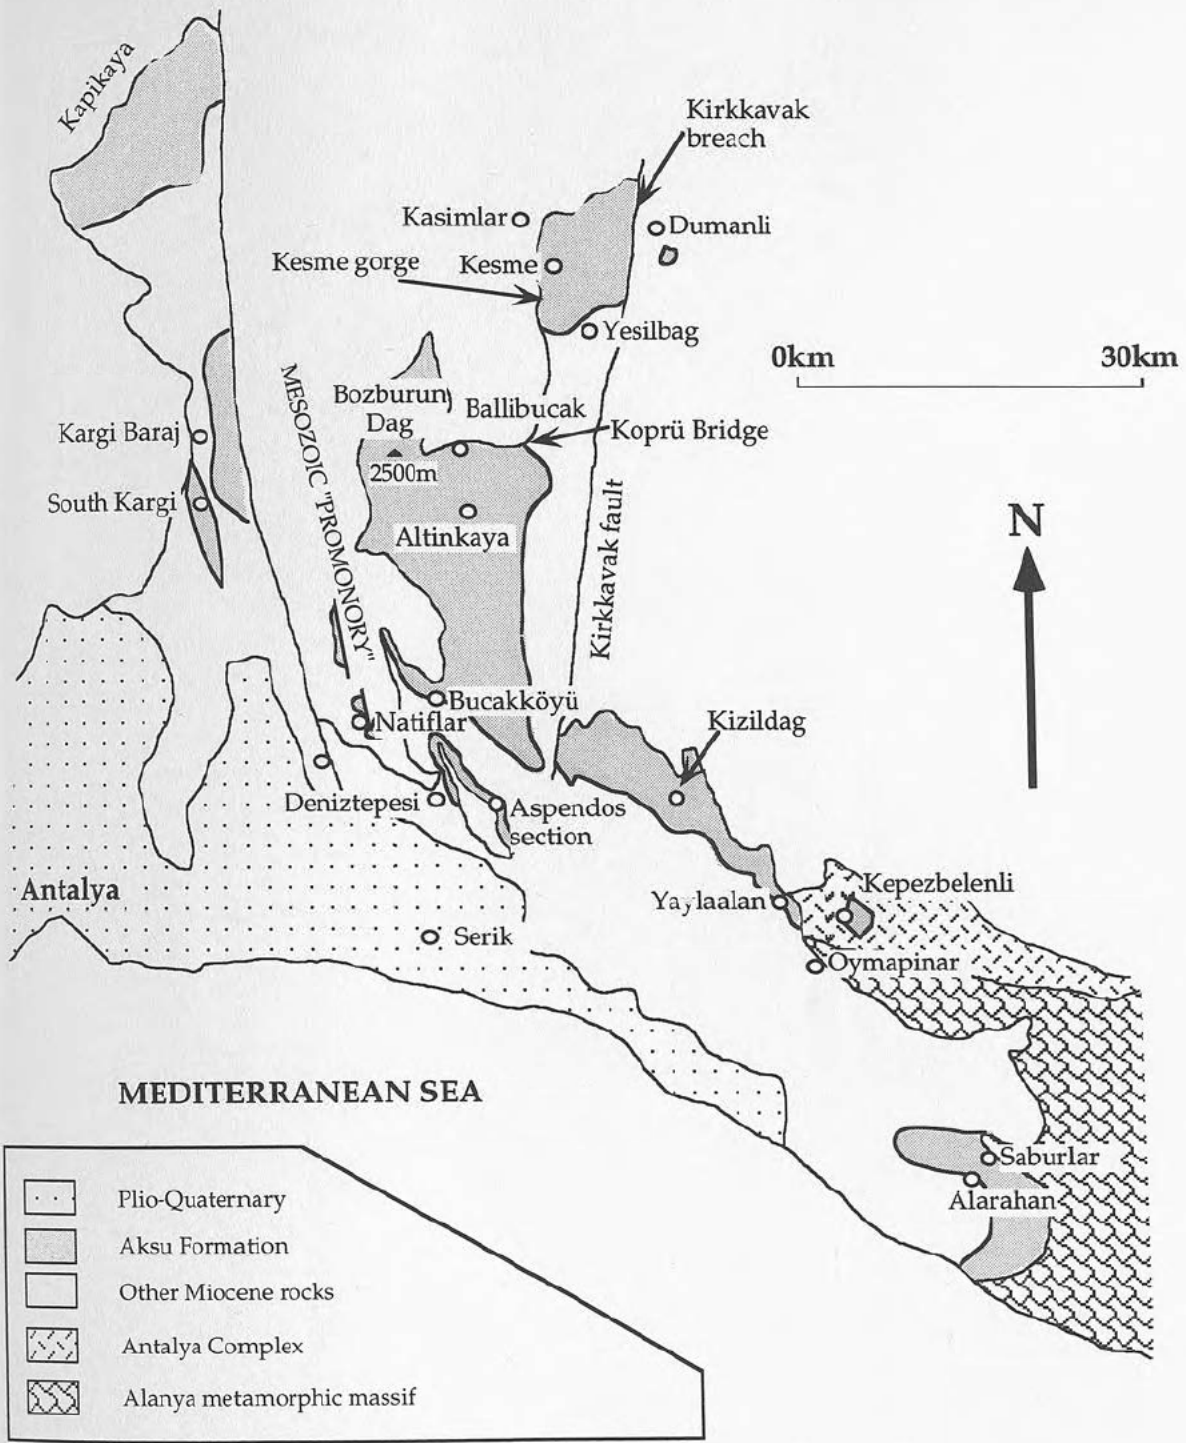 Kapikaya
Kirkkavak
breach
Kasimlar
Dumanli
Kesme gorge
Kesme
Yesilbag
0km
30km
MESOZOIC "PROMONORY"
Bozburun
Dag
2500m
Ballibucak
Koprü Bridge
Kargi Baraj
South Kargi
Altinkaya
Kirkkavak fault
N
Bucakköyü
Natiflar
Kizildag
Deniztepesi
Aspendos
section
Antalya
Yaylaalan
Kepezbelenli
Serik
Oymapinar
MEDITERRANEAN SEA
Saburlar
Alarahan
Plio-Quaternary
Aksu Formation
Other Miocene rocks
Antalya Complex
Alanya metamorphic massif